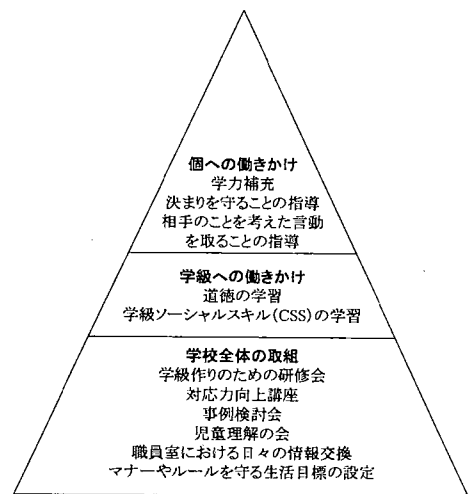 個への働きかけ
学力補充
決まりを守ることの指導
相手のことを考えた言動
を取ることの指導
学級への働きかけ
道徳の学習
学級ソーシャルスキル(CSS)の学習
学校全体の取組
学級作りのための研修会
対応力向上講座
事例検討会
児童理解の会
職員室における日々の情報交換
マナーやルールを守る生活目標の設定